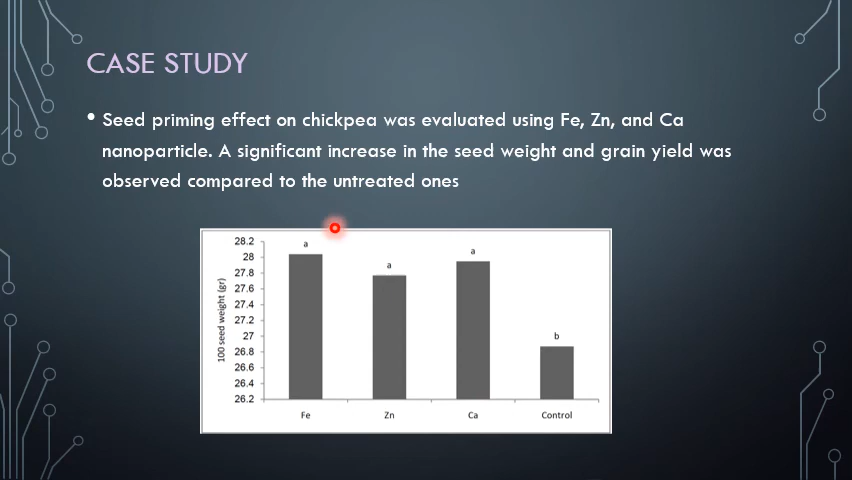 CASE STUDY
• Seed priming effect on chickpea was evaluated using Fe, Zn, and Ca
nanoparticle. A significant increase in the seed weight and grain yield was
observed compared to the untreated ones
28.2
28
27.8
27.6
27.4
27.2
27
26.8
26.6
26.4
26.2
100 seed weight (gr)
a
a
a
b
Fe
Zn
Ca
Control